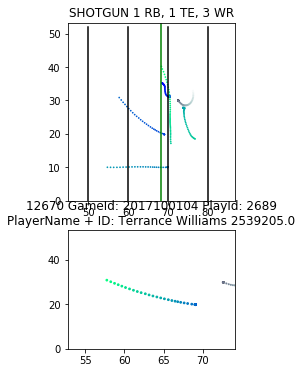 SHOTGUN 1 RB, 1 TE, 3 WR
50
40
30
20
10
0
50 60 70 80
12670 GameId: 2017100104 PlayId: 2689
PlayerName + ID: Terrance Williams 2539205.0
40
20
0
55 60 65 70